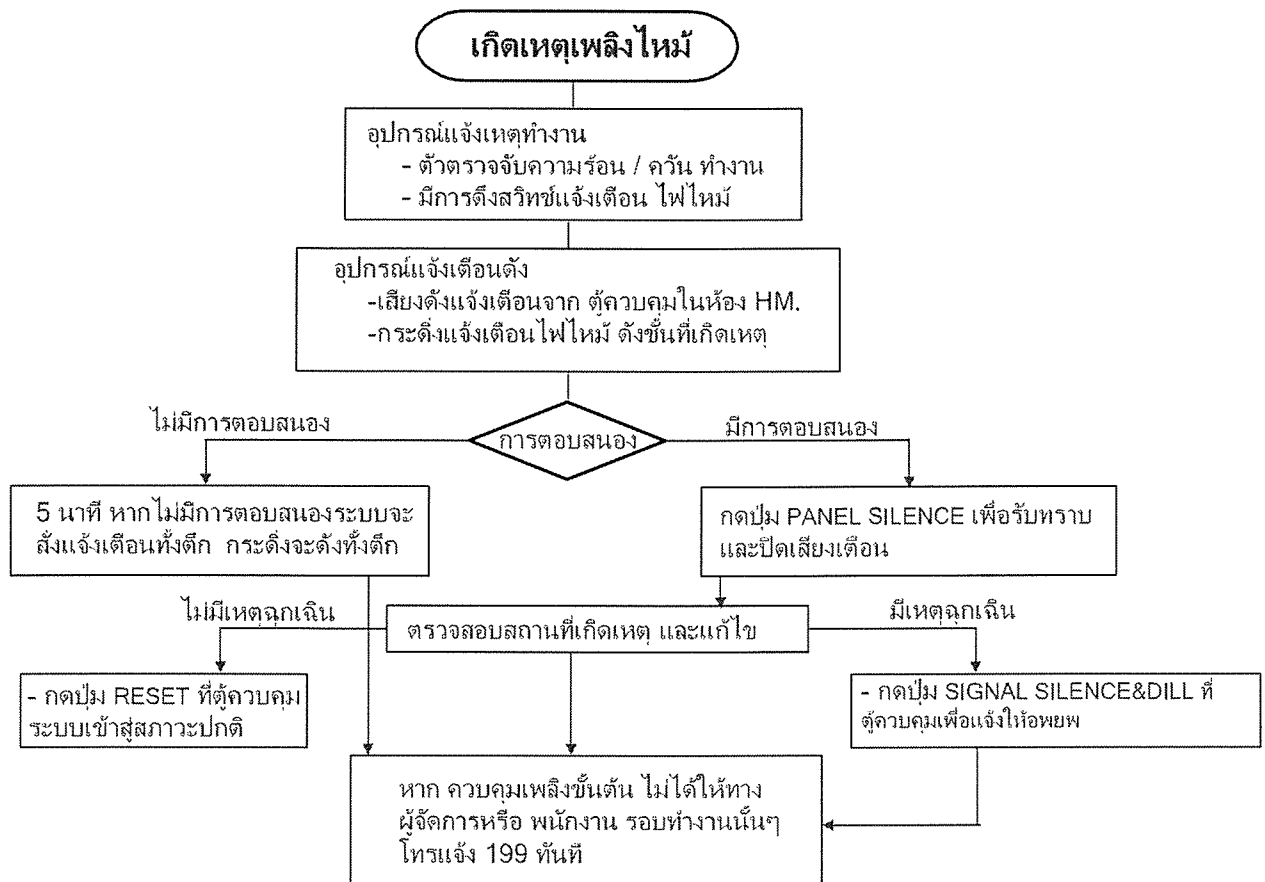 เกิดเหตุเพลิงไหม้
อุปกรณ์แจ้งเหตุทำงาน
- ตัวตรวจจับความร้อน / ควัน ทำงาน
- มีการดึงสวิทช์แจ้งเตือน ไฟไหม้
อุปกรณ์แจ้งเตือนดัง
-เสียงดังแจ้งเตือนจาก ตู้ควบคุมในห้อง HM.
-กระดิ่งแจ้งเตือนไฟไหม้ ดังชั้นที่เกิดเหตุ
ไม่มีการตอบสนอง
การตอบสนอง
มีการตอบสนอง
5 นาที หากไม่มีการตอบสนองระบบจะ
สั่งแจ้งเตือนทั้งตึก กระดิ่งจะดังทั้งตึก
กดปุ่ม PANEL SILENCE เพื่อรับทราบ
และปิดเสียงเตือน
ไม่มีเหตุฉุกเฉิน
ตรวจสอบสถานที่เกิดเหตุ และแก้ไข
มีเหตุฉุกเฉิน
- กดปุ่ม RESET ที่ตู้ควบคุม
ระบบเข้าสู่สภาวะปกติ
- กดปุ่ม SIGNAL SILENCE&DILL ที่
ตู้ควบคุมเพื่อแจ้งให้อพยพ
หาก ควบคุมเพลิงขั้นต้น ไม่ได้ให้ทาง
ผู้จัดการหรือ พนักงาน รอบทำงานนั้นๆ
โทรแจ้ง 199 ทันที